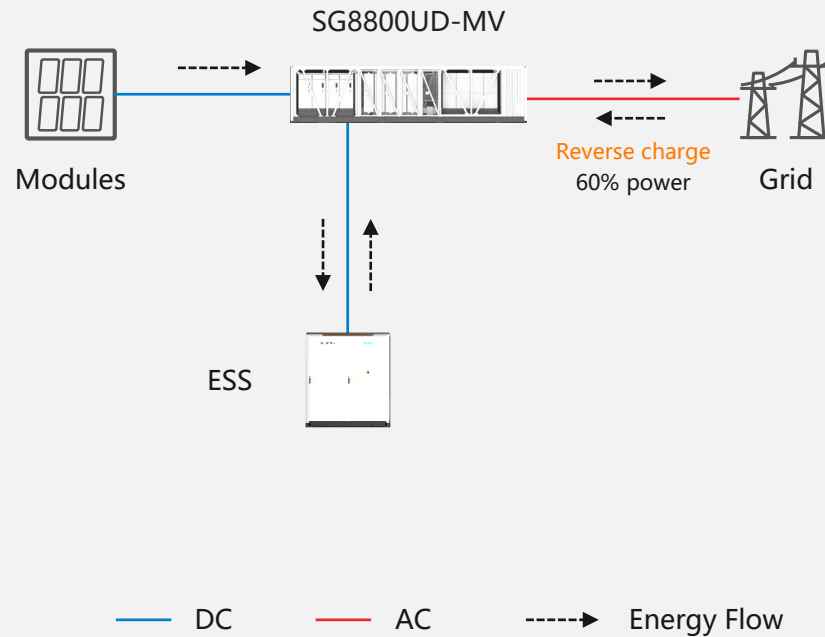 SG8800UD-MV
Modules
Reverse charge
60% power
Grid
ESS
DC
AC
Energy Flow